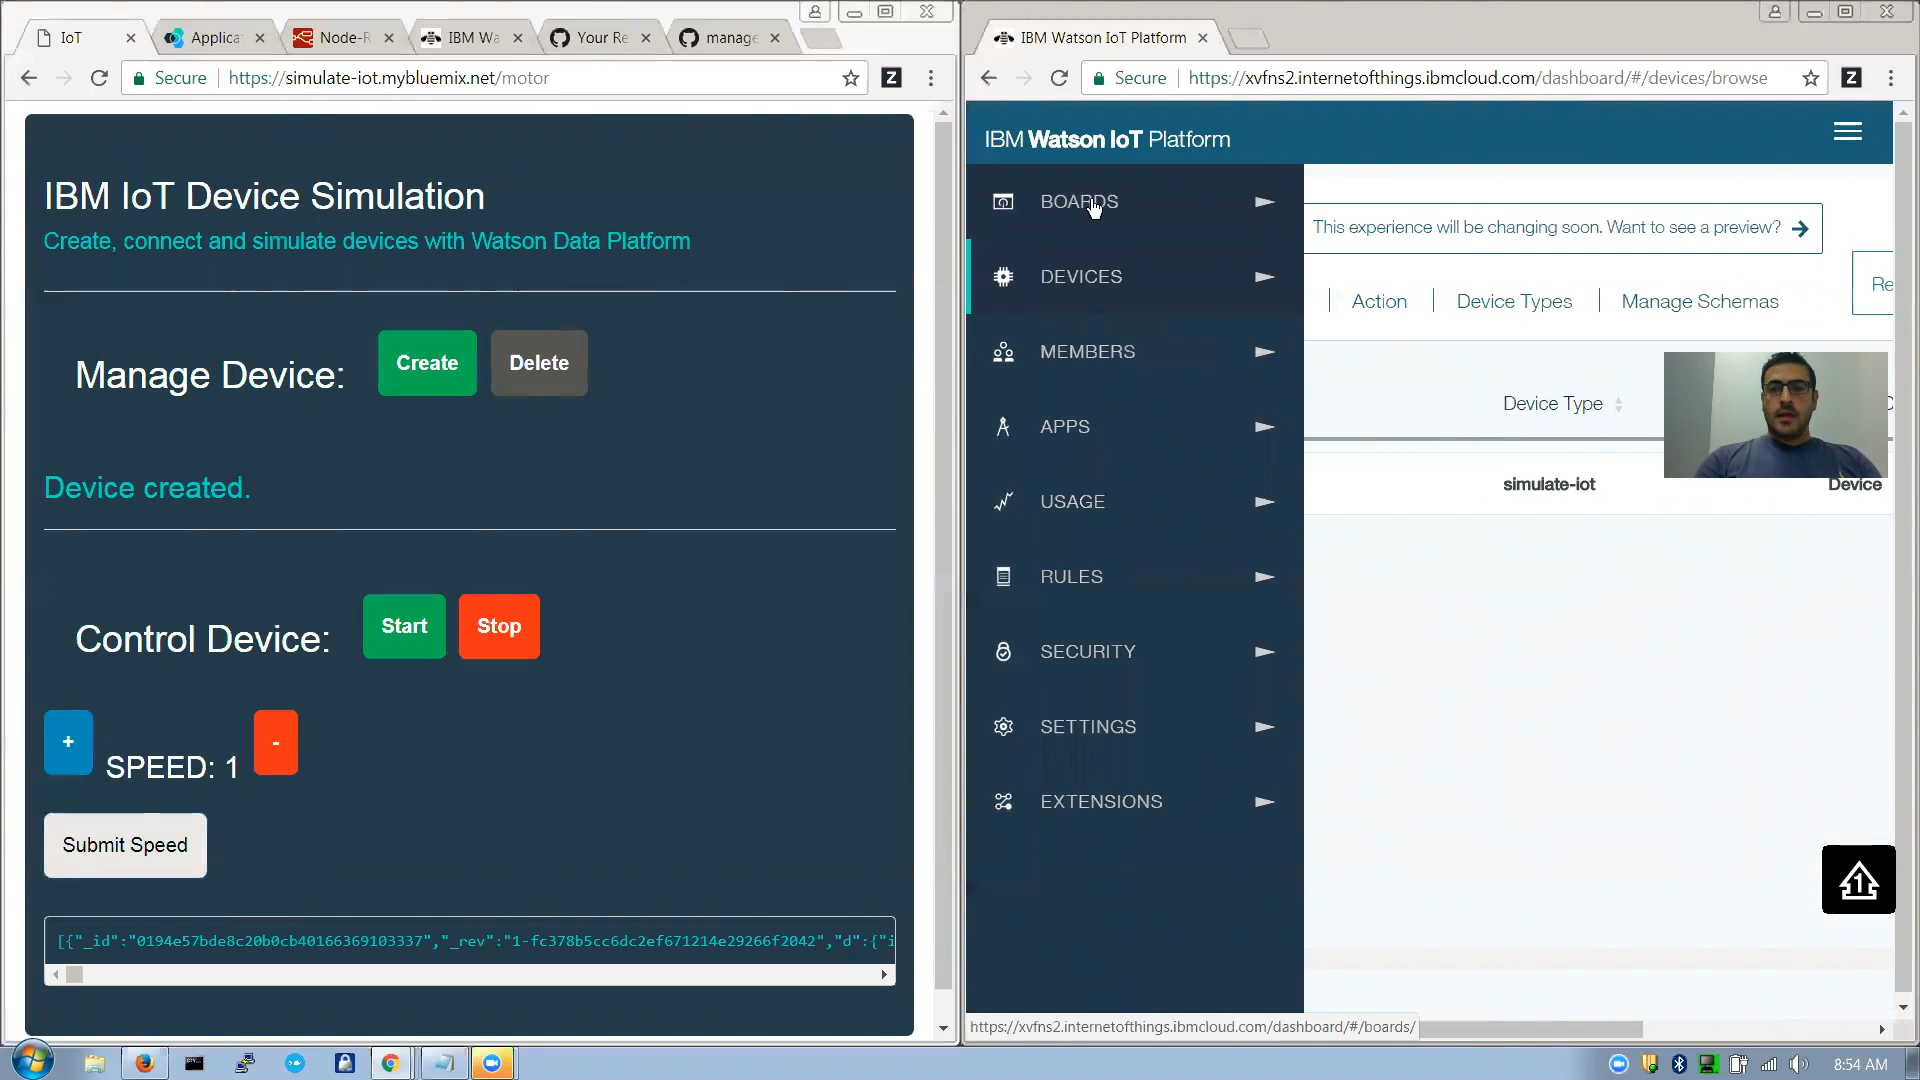 IoT
Applica
Node-R
IBM Wa
Your Re
manage
Secure
https://simulate-iot.mybluemix.net/motor
IBM IoT Device Simulation
Create, connect and simulate devices with Watson Data Platform
Manage Device:
Create
Delete
Device created.
Control Device:
Start
Stop
+
SPEED: 1
-
Submit Speed
[{"_id":"0194e57bde8c20b0cb40166369103337","_rev":"1-fc378b5cc6dc2ef671214e29266f2042","d":{"i
IBM Watson IoT Platform
Secure
https://xvfns2.internetofthings.ibmcloud.com/dashboard/#/devices/browse
Z
Z
IBM Watson IoT Platform
BOARDS
DEVICES
MEMBERS
APPS
USAGE
RULES
SECURITY
SETTINGS
EXTENSIONS
This experience will be changing soon. Want to see a preview?
Action
Device Types
Manage Schemas
Re
Device Type
simulate-iot
Device
1
https://xvfns2.internetofthings.ibmcloud.com/dashboard/#/boards/
8:54 AM